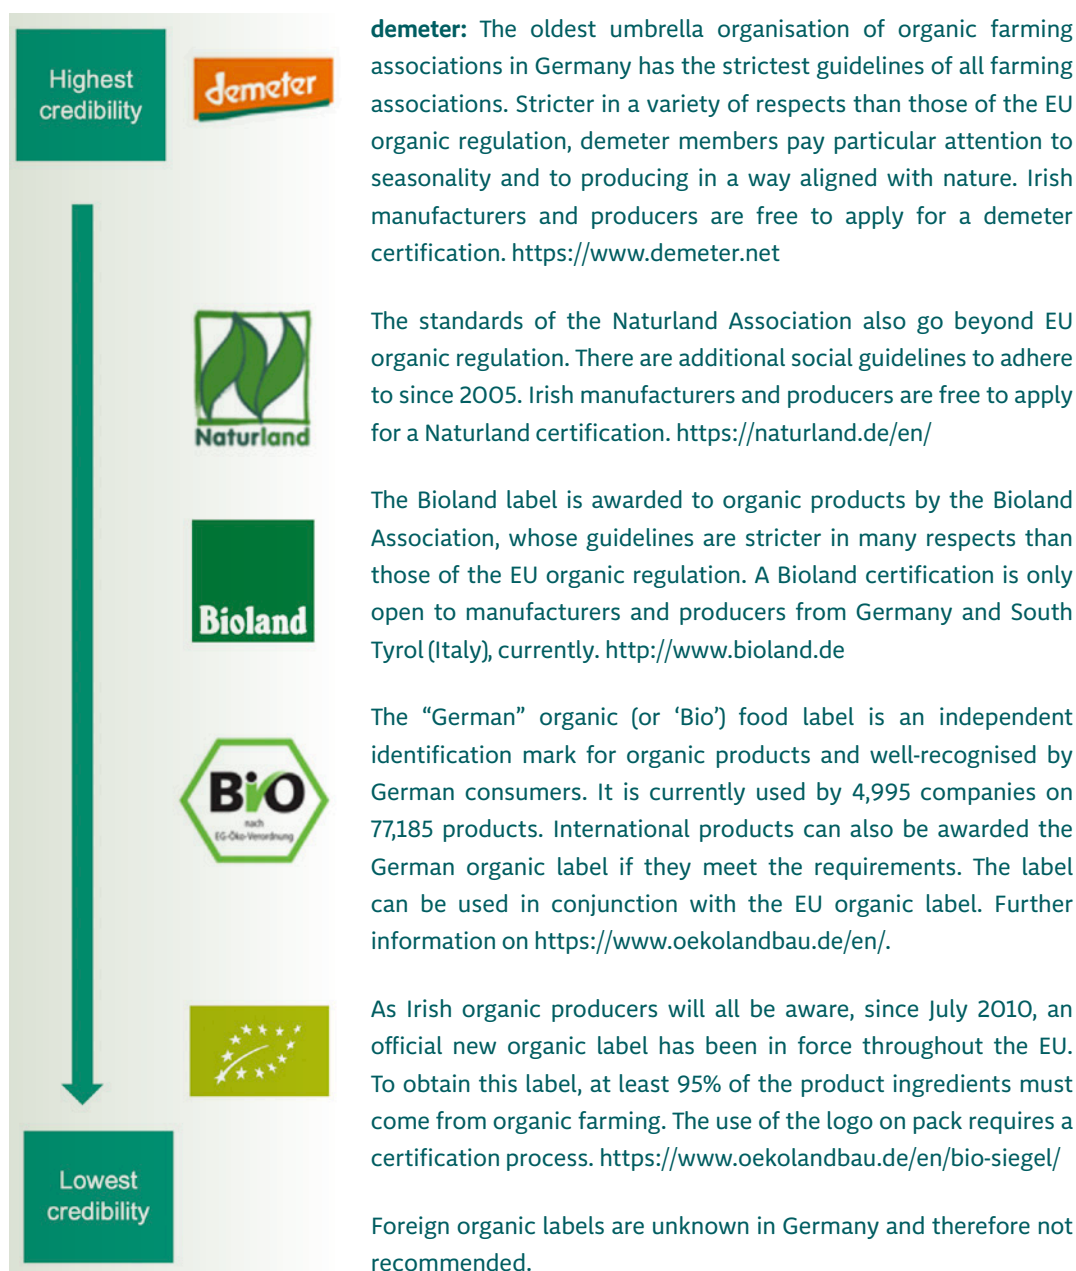 Highest
credibility
demeter
demeter: The oldest umbrella organisation of organic farming
associations in Germany has the strictest guidelines of all farming
associations. Stricter in a variety of respects than those of the EU
organic regulation, demeter members pay particular attention to
seasonality and to producing in a way aligned with nature. Irish
manufacturers and producers are free to apply for a demeter
certification. https://www.demeter.net
Naturland
The standards of the Naturland Association also go beyond EU
organic regulation. There are additional social guidelines to adhere
to since 2005. Irish manufacturers and producers are free to apply
for a Naturland certification. https://naturland.de/en/
Bioland
The Bioland label is awarded to organic products by the Bioland
Association, whose guidelines are stricter in many respects than
those of the EU organic regulation. A Bioland certification is only
open to manufacturers and producers from Germany and South
Tyrol (Italy), currently. http://www.bioland.de
Bio
nach
EG-Öko-Verordnung
The “German” organic (or ‘Bio’) food label is an independent
identification mark for organic products and well-recognised by
German consumers. It is currently used by 4,995 companies on
77,185 products. International products can also be awarded the
German organic label if they meet the requirements. The label
can be used in conjunction with the EU organic label. Further
information on https://www.oekolandbau.de/en/.
As Irish organic producers will all be aware, since July 2010, an
official new organic label has been in force throughout the EU.
To obtain this label, at least 95% of the product ingredients must
come from organic farming. The use of the logo on pack requires a
certification process. https://www.oekolandbau.de/en/bio-siegel/
Lowest
credibility
Foreign organic labels are unknown in Germany and therefore not
recommended.